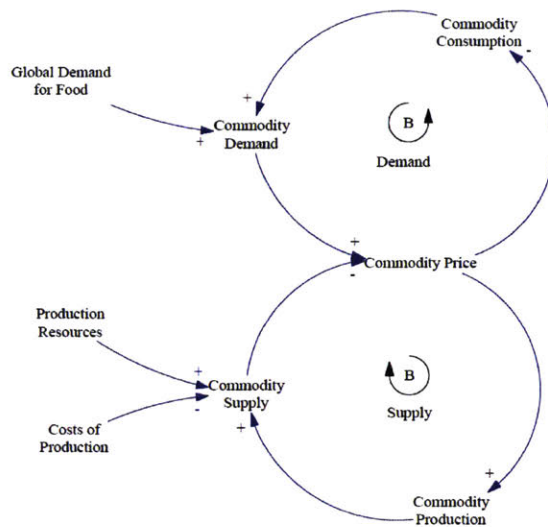 Commodity
Consumption
-
Global Demand
for Food
+
+
Commodity
Demand
B
Demand
+
-
Commodity Price
Production
Resources
+
-
Commodity
Supply
+
B
Supply
Costs of
Production
+
Commodity
Production